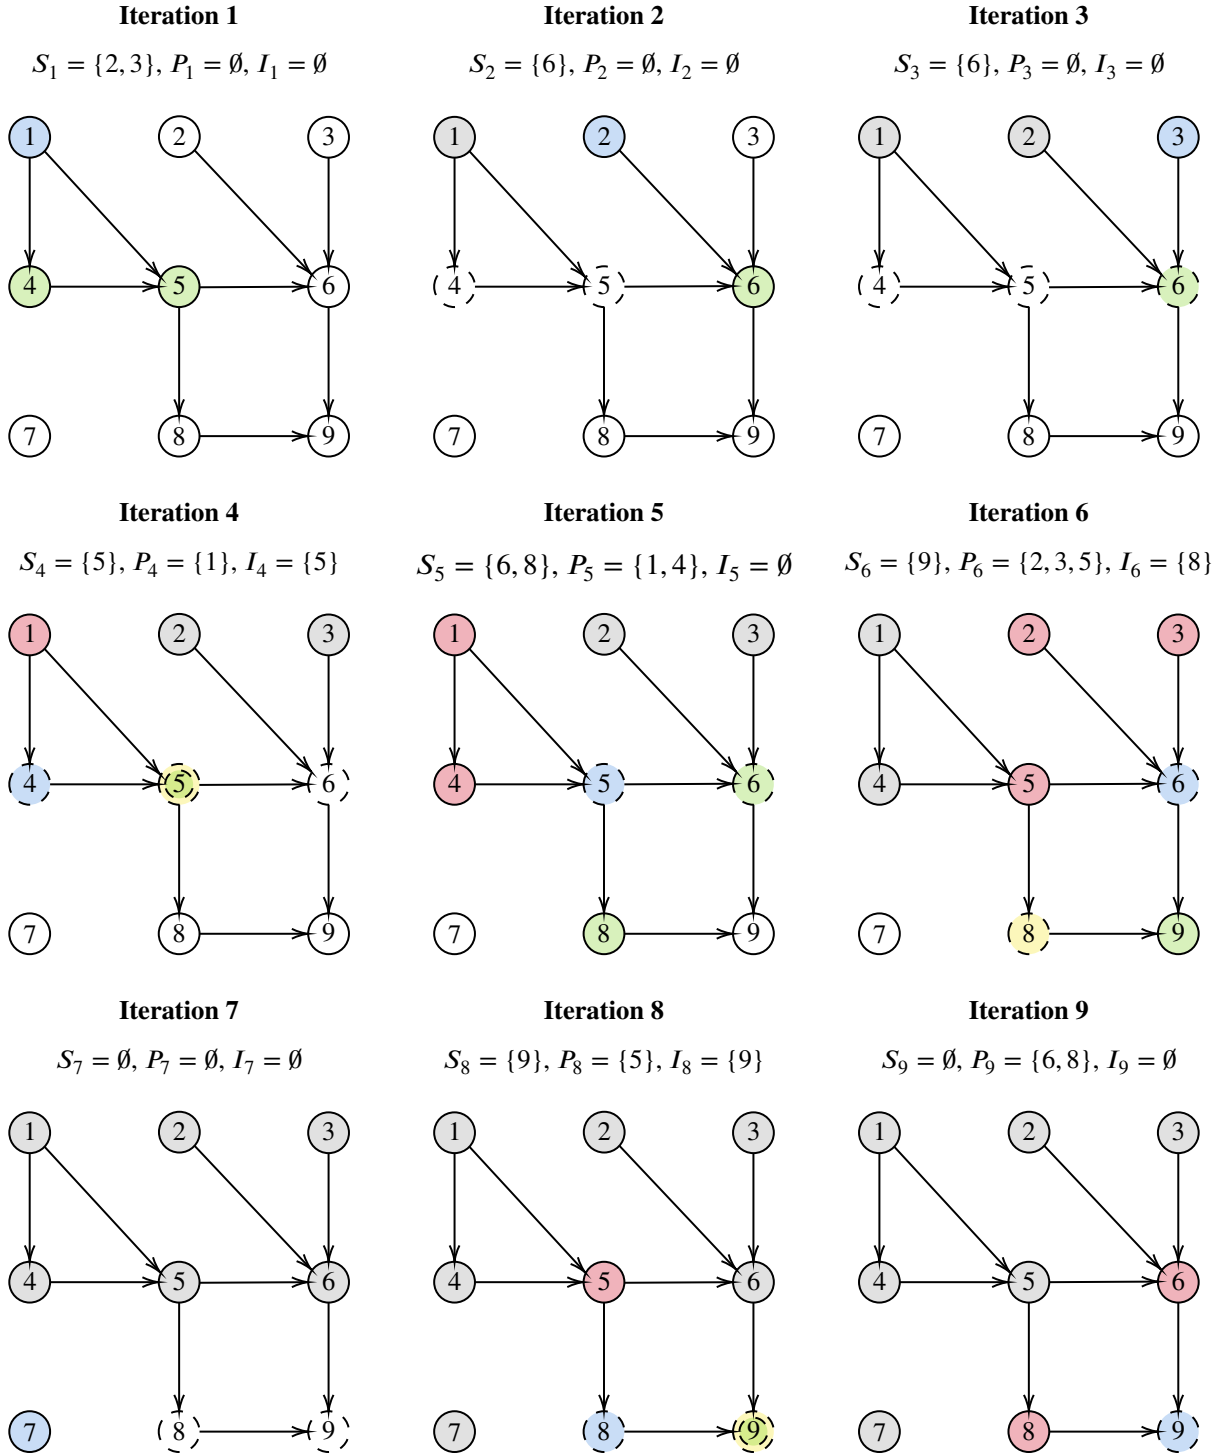 Iteration 1
Iteration 2
Iteration 3
S₁ = {2, 3}, P₁ = ∅, I₁ = ∅
S₂ = {6}, P₂ = ∅, I₂ = ∅
S₃ = {6}, P₃ = ∅, I₃ = ∅
1 2 3
1 2 3
1 2 3
4 5 6
4 5 6
4 5 6
7 8 9
7 8 9
7 8 9
Iteration 4
Iteration 5
Iteration 6
S₄ = {5}, P₄ = {1}, I₄ = {5}
S₅ = {6, 8}, P₅ = {1, 4}, I₅ = ∅
S₆ = {9}, P₆ = {2, 3, 5}, I₆ = {8}
1 2 3
1 2 3
1 2 3
4 5 6
4 5 6
4 5 6
7 8 9
7 8 9
7 8 9
Iteration 7
Iteration 8
Iteration 9
S₇ = ∅, P₇ = ∅, I₇ = ∅
S₈ = {9}, P₈ = {5}, I₈ = {9}
S₉ = ∅, P₉ = {6, 8}, I₉ = ∅
1 2 3
1 2 3
1 2 3
4 5 6
4 5 6
4 5 6
7 8 9
7 8 9
7 8 9